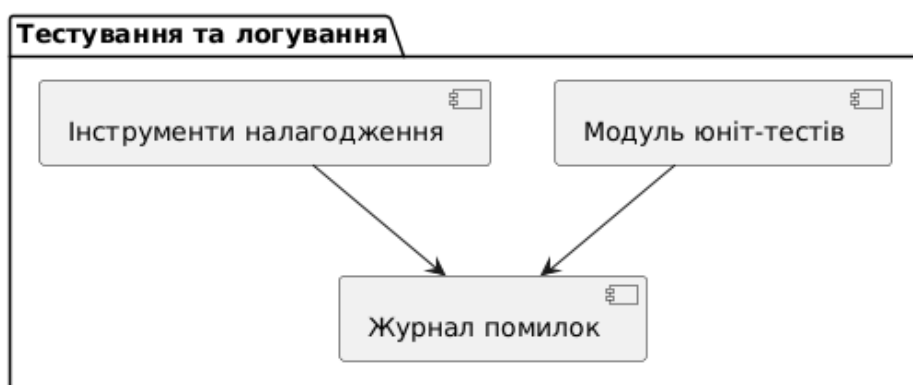 Тестування та логування
Інструменти налагодження
Модуль юніт-тестів
Журнал помилок